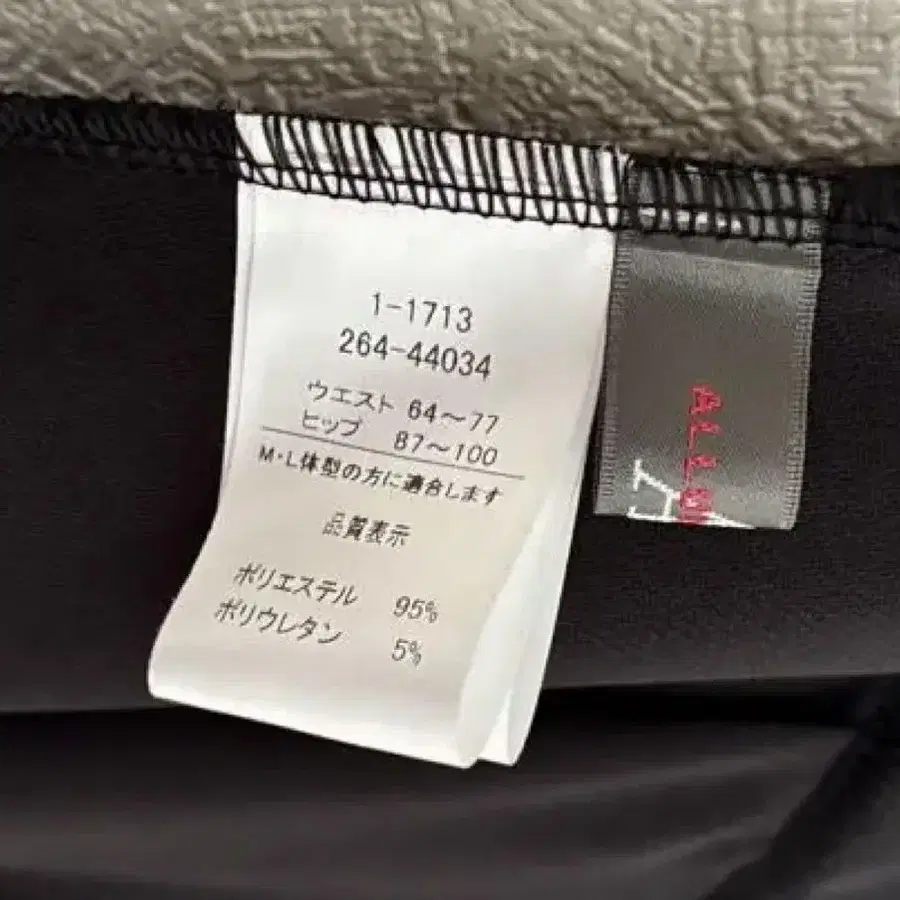 1-1713
264-44034
ウエスト 64～77
ヒップ 87～100
M・L体型の方に適合します
品質表示
ポリエステル 95%
ポリウレタン 5%